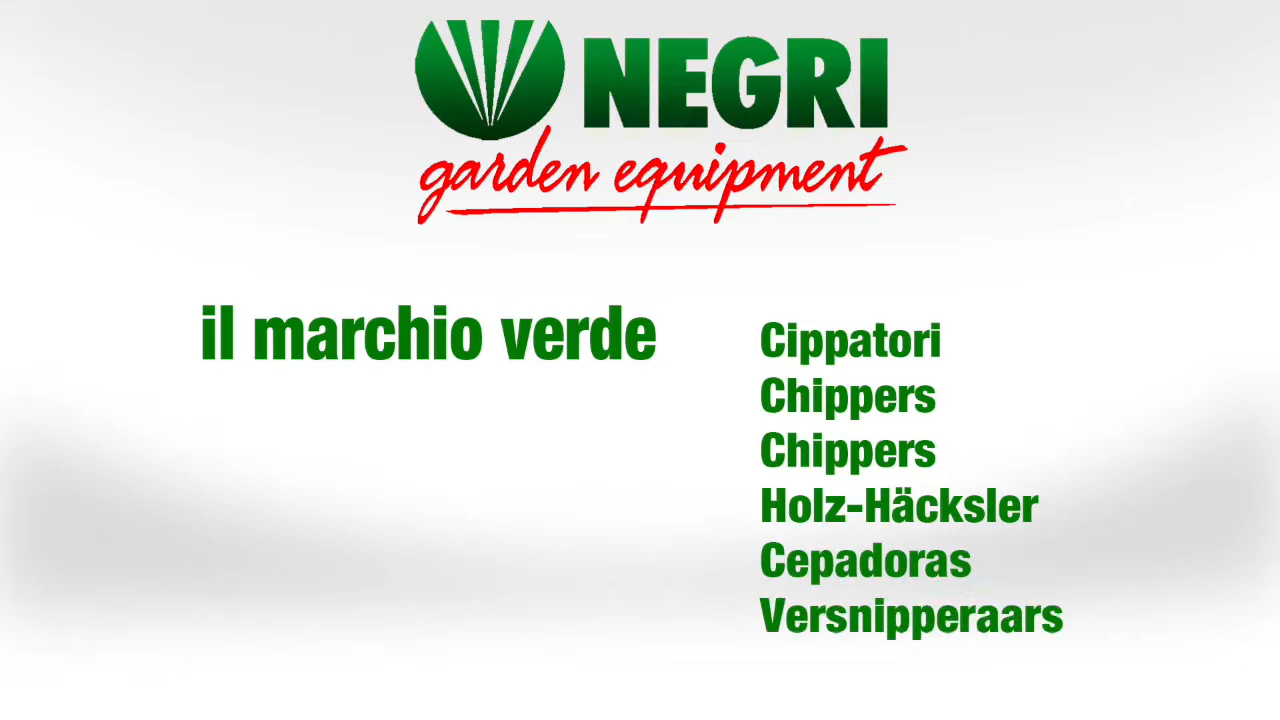 NEGRI
garden equipment
il marchio verde
Cippatori
Chippers
Chippers
Holz-Häcksler
Cepadoras
Versnipperaars